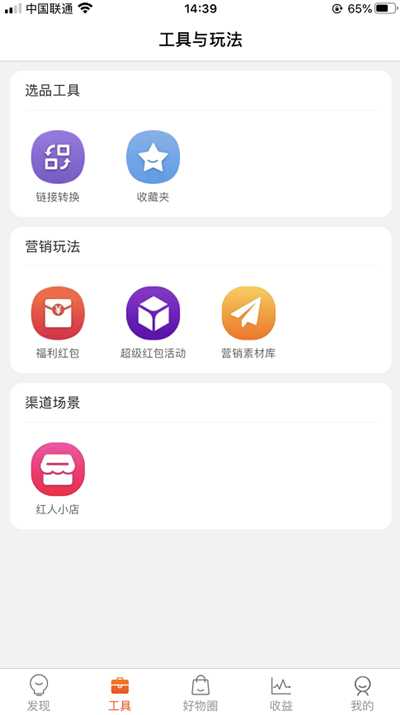 中国联通 14:39 65%
工具与玩法
选品工具
链接转换 收藏夹
营销玩法
¥
福利红包 超级红包活动 营销素材库
渠道场景
红人小店
发现 工具 好物圈 收益 我的